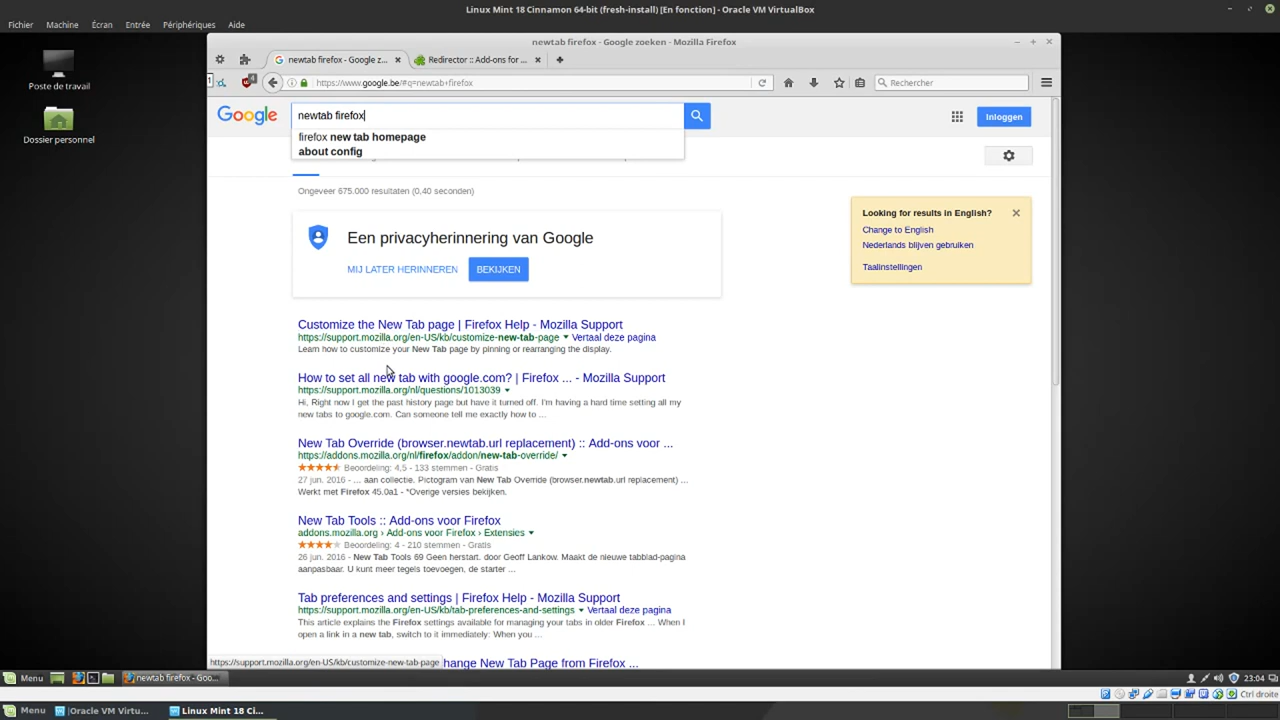 Linux Mint 18 Cinnamon 64-bit (fresh-install) [En fonction] - Oracle VM VirtualBox
Fichier Machine Écran Entrée Périphériques Aide
newtab firefox - Google zoeken - Mozilla Firefox
newtab firefox - Google z... Redirector :: Add-ons for ...
https://www.google.be/#q=newtab+firefox
Rechercher
Poste de travail
Dossier personnel
Google
newtab firefox
Inloggen
firefox new tab homepage
about config
Ongeveer 675.000 resultaten (0,40 seconden)
Een privacyherinnering van Google
MIJ LATER HERINNEREN BEKIJKEN
Looking for results in English?
Change to English
Nederlands blijven gebruiken
Taalinstellingen
Customize the New Tab page | Firefox Help - Mozilla Support
https://support.mozilla.org/en-US/kb/customize-new-tab-page Vertaal deze pagina
Learn how to customize your New Tab page by pinning or rearranging the display.
How to set all new tab with google.com? | Firefox ... - Mozilla Support
https://support.mozilla.org/nl/questions/1013039
Hi, Right now I get the past history page but have it turned off. I'm having a hard time setting all my
new tabs to google.com. Can someone tell me exactly how to ...
New Tab Override (browser.newtab.url replacement) :: Add-ons voor ...
https://addons.mozilla.org/nl/firefox/addon/new-tab-override/
Beoordeling: 4,5 - 133 stemmen - Gratis
27 jun. 2016 - ... aan collectie. Pictogram van New Tab Override (browser.newtab.url replacement) ...
Werkt met Firefox 45.0a1 - *Overige versies bekijken.
New Tab Tools :: Add-ons voor Firefox
addons.mozilla.org › Add-ons voor Firefox › Extensies
Beoordeling: 4 - 210 stemmen - Gratis
26 jun. 2016 - New Tab Tools 69 Geen herstart. door Geoff Lankow. Maakt de nieuwe tabblad-pagina
aanpasbaar. U kunt meer tegels toevoegen, de starter ...
Tab preferences and settings | Firefox Help - Mozilla Support
https://support.mozilla.org/en-US/kb/tab-preferences-and-settings Vertaal deze pagina
This article explains the Firefox settings available for managing your tabs in older Firefox ... When I
open a link in a new tab, switch to it immediately: When you ...
https://support.mozilla.org/en-US/kb/customize-new-tab-page hange New Tab Page from Firefox ...
Menu newtab firefox - Goo... 23:04
Ctrl droite
Menu [Oracle VM Virtu... Linux Mint 18 Ci...